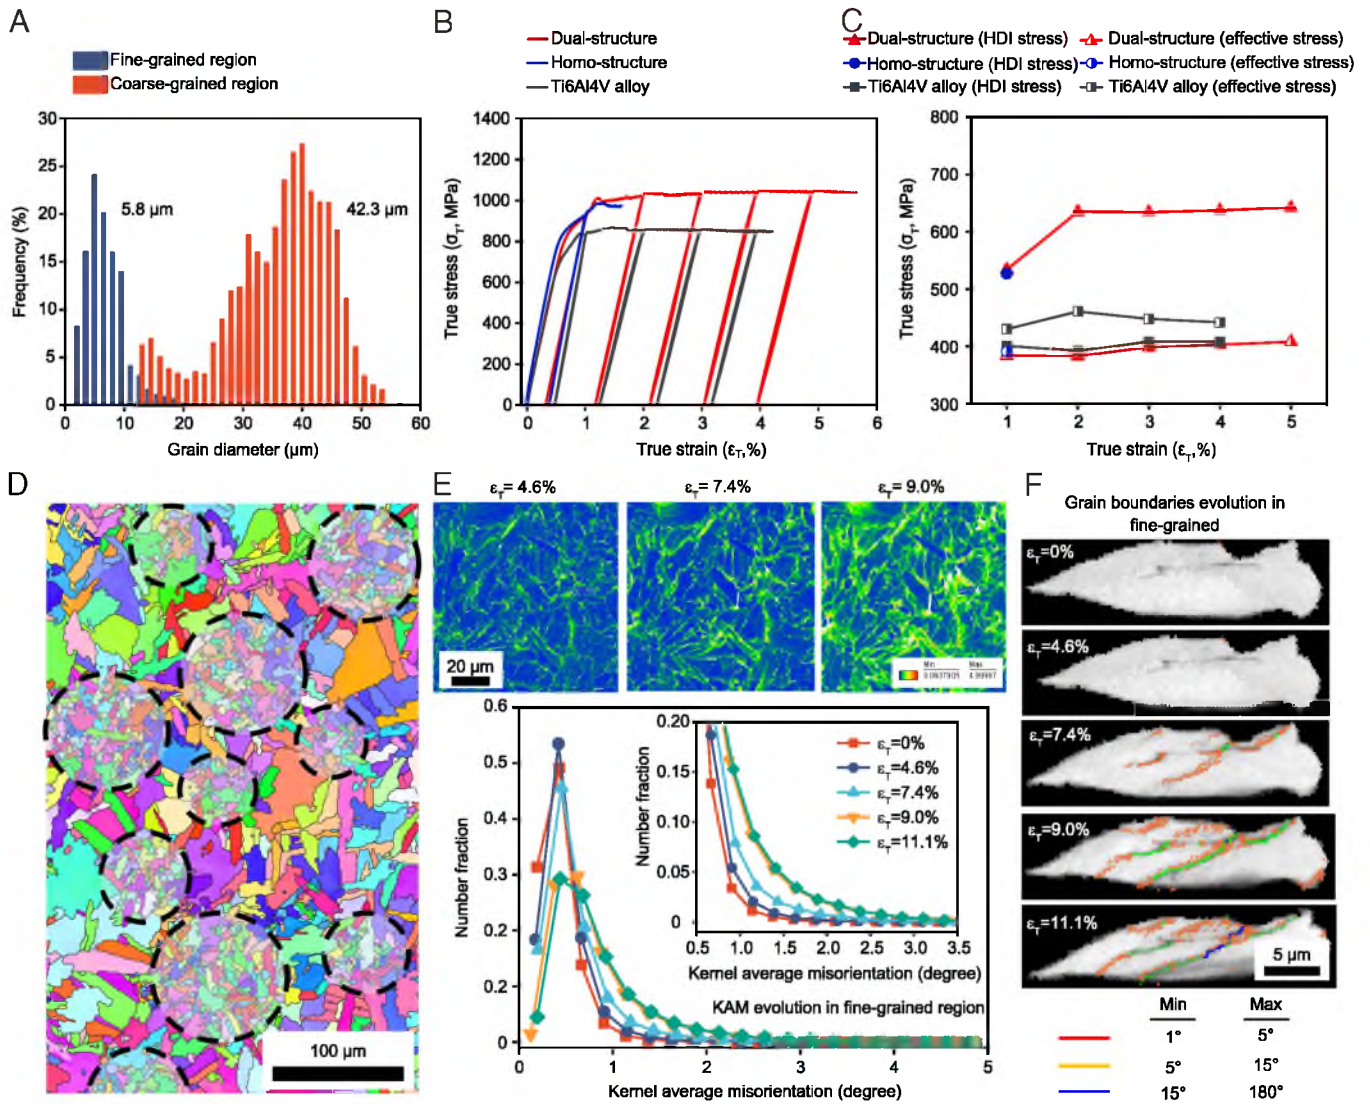 A
Fine-grained region
Coarse-grained region
30
25
20
15
10
5
0
Frequency (%)
5.8 µm
42.3 µm
0 10 20 30 40 50 60
Grain diameter (µm)
B
Dual-structure
Homo-structure
Ti6Al4V alloy
1400
1200
1000
800
600
400
200
0
True stress (σT, MPa)
0 1 2 3 4 5 6
True strain (εT,%)
C
Dual-structure (HDI stress) Dual-structure (effective stress)
Homo-structure (HDI stress) Homo-structure (effective stress)
Ti6Al4V alloy (HDI stress) Ti6Al4V alloy (effective stress)
800
700
600
500
400
300
True stress (σT, MPa)
1 2 3 4 5
True strain (εT,%)
D
100 µm
E
εT= 4.6% εT= 7.4% εT= 9.0%
20 µm
Min Max
0.6
0.5
0.4
0.3
0.2
0.2
0
Number fraction
0.20
0.15
0.10
0.05
0
Number fraction
εT=0%
εT=4.6%
εT=7.4%
εT=9.0%
εT=11.1%
0.5 1.0 1.5 2.0 2.5 3.0 3.5
Kernel average misorientation (degree)
KAM evolution in fine-grained region
0 1 2 3 4 5
Kernel average misorientation (degree)
F
Grain boundaries evolution in
fine-grained
εT=0%
εT=4.6%
εT=7.4%
εT=9.0%
εT=11.1%
5 µm
Min Max
1° 5°
5° 15°
15° 180°